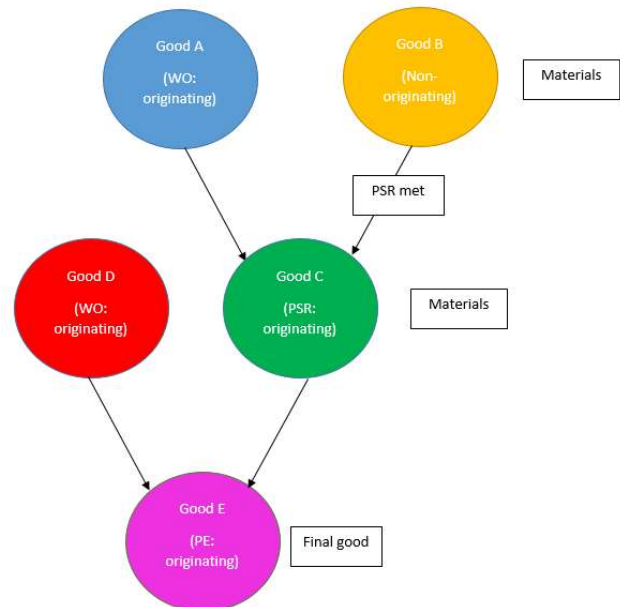 Good A
(WO:
originating)
Good B
(Non-
originating)
Materials
PSR met
Good D
(WO:
originating)
Good C
(PSR:
originating)
Materials
Good E
(PE:
originating)
Final good